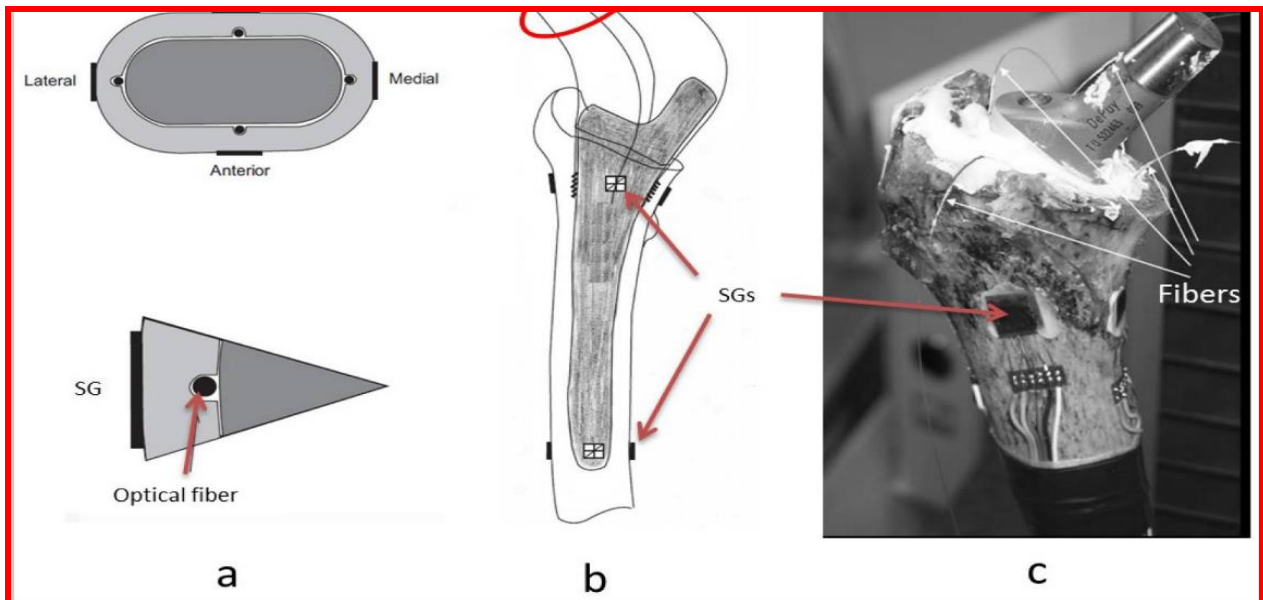 Lateral
Medial
Anterior
SG
Optical fiber
SGs
DePuy
Fibers
a
b
c